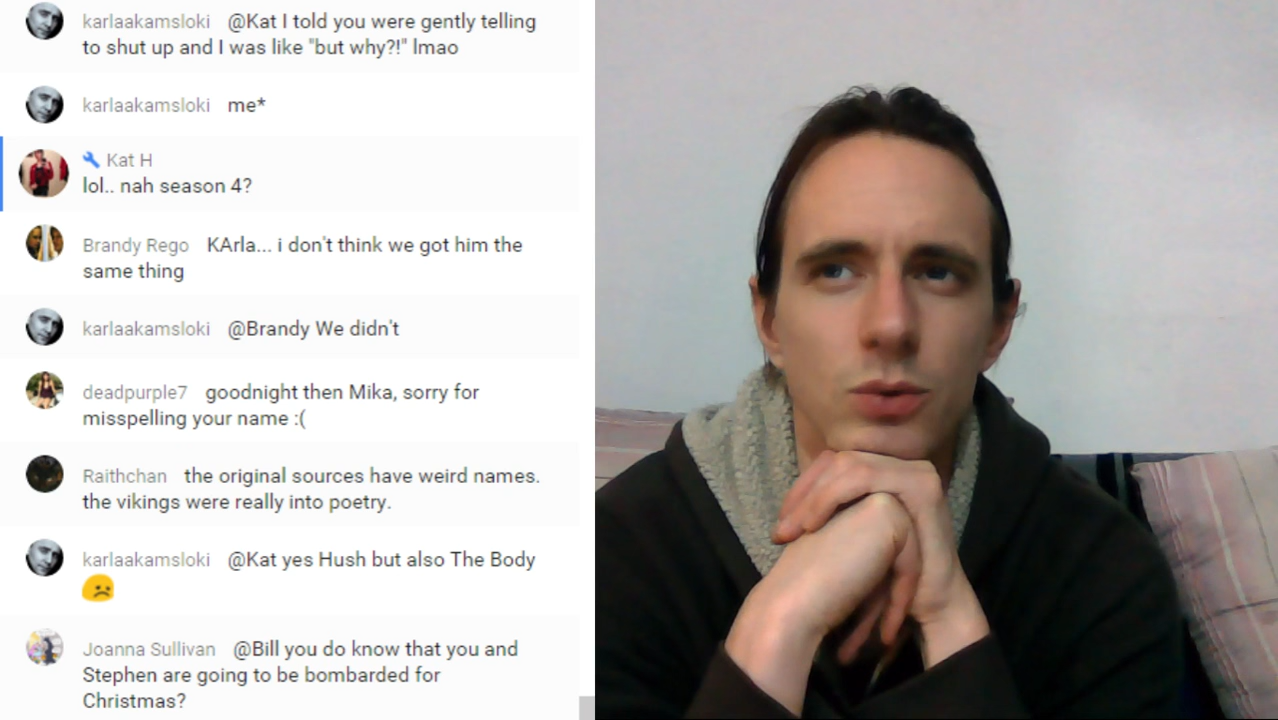 karlaakamsloki @Kat I told you were gently telling
to shut up and I was like "but why?!" lmao
karlaakamsloki me*
Kat H
lol.. nah season 4?
Brandy Rego KArla... i don't think we got him the
same thing
karlaakamsloki @Brandy We didn't
deadpurple7 goodnight then Mika, sorry for
misspelling your name :(
Raithchan the original sources have weird names.
the vikings were really into poetry.
karlaakamsloki @Kat yes Hush but also The Body
Joanna Sullivan @Bill you do know that you and
Stephen are going to be bombarded for
Christmas?